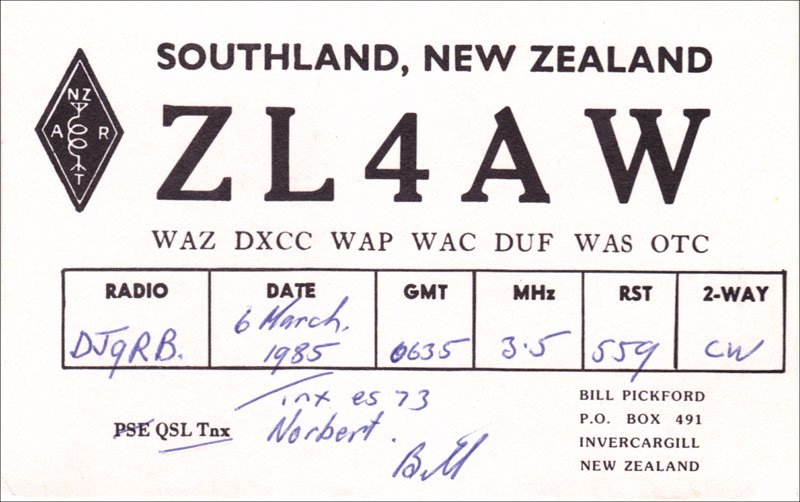 SOUTHLAND, NEW ZEALAND
NZ
A R
T
ZL4AW
WAZ DXCC WAP WAC DUF WAS OTC
RADIO DATE GMT MHz RST 2-WAY
DJ9RB. 6 March. 1985 0635 3.5 559 CW
Tnx es 73
PSE QSL Tnx Norbert.
Bill
BILL PICKFORD
P.O. BOX 491
INVERCARGILL
NEW ZEALAND